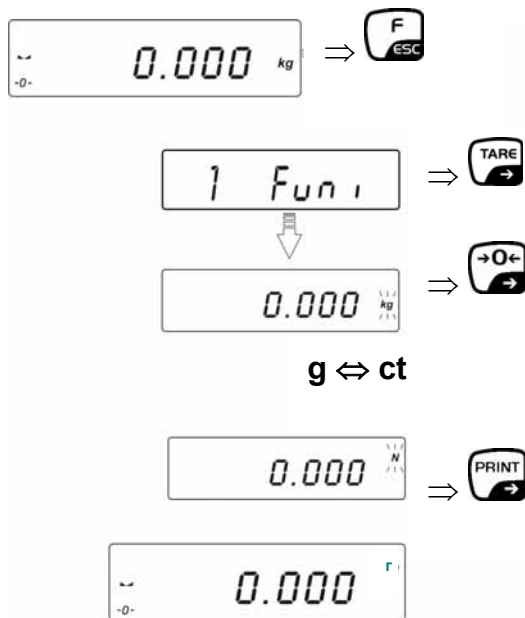 -0- 0.000 kg ⇒ F ESC
1 Funi ⇒ TARE
0.000 kg ⇒ →0←
g ⇔ ct
0.000 N ⇒ PRINT
-0- 0.000 г